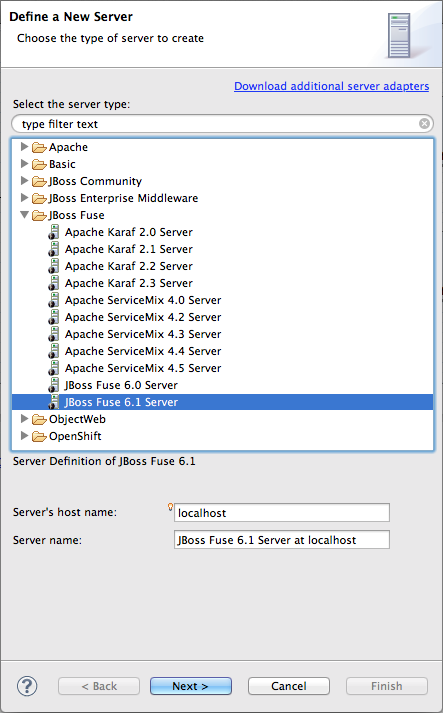 Define a New Server
Choose the type of server to create
Download additional server adapters
Select the server type:
type filter text
Apache
Basic
JBoss Community
JBoss Enterprise Middleware
JBoss Fuse
Apache Karaf 2.0 Server
Apache Karaf 2.1 Server
Apache Karaf 2.2 Server
Apache Karaf 2.3 Server
Apache ServiceMix 4.0 Server
Apache ServiceMix 4.2 Server
Apache ServiceMix 4.3 Server
Apache ServiceMix 4.4 Server
Apache ServiceMix 4.5 Server
JBoss Fuse 6.0 Server
JBoss Fuse 6.1 Server
ObjectWeb
OpenShift
Server Definition of JBoss Fuse 6.1
Server's host name: localhost
Server name: JBoss Fuse 6.1 Server at localhost
? < Back Next > Cancel Finish